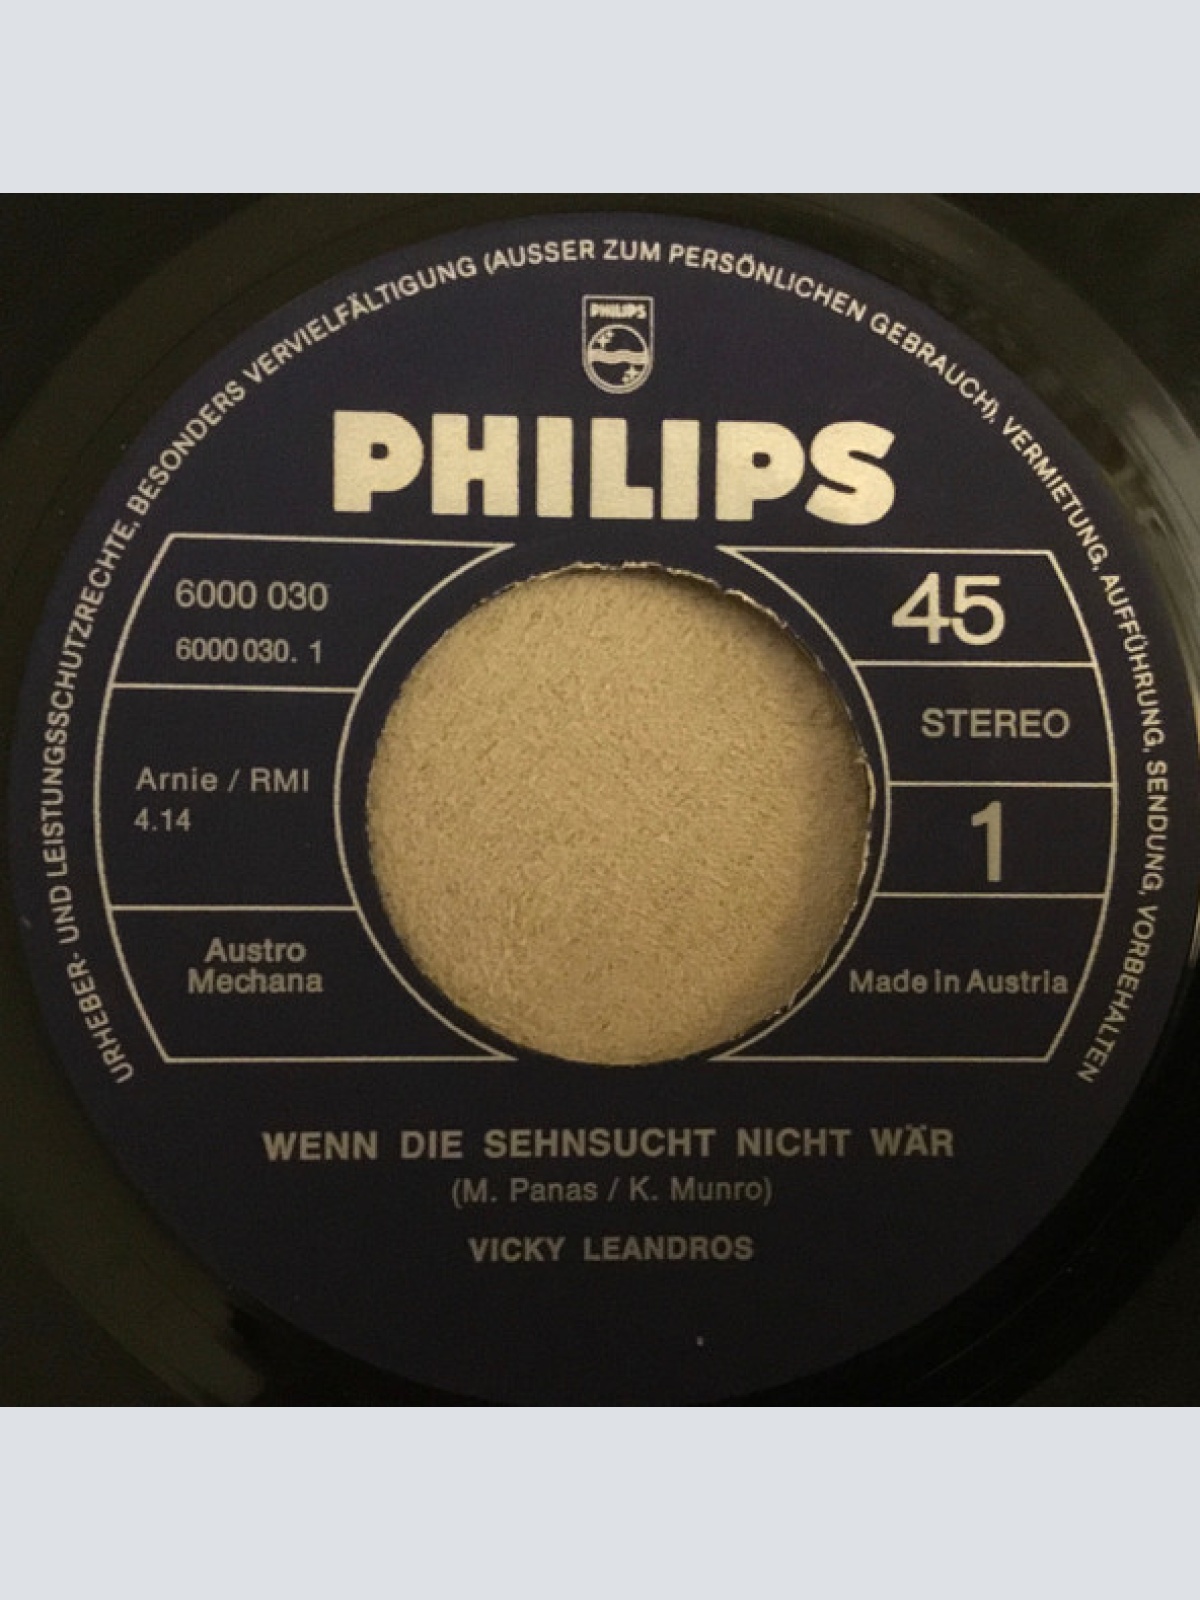 URHEBER- UND LEISTUNGSSCHUTZRECHTE, BESONDERS VERVIELFÄLTIGUNG (AUSSER ZUM PERSÖNLICHEN GEBRAUCH), VERMIETUNG, AUFFÜHRUNG, SENDUNG, VORBEHALTEN
PHILIPS
PHILIPS
6000 030
6000 030. 1
45
STEREO
Arnie / RMI
4.14
1
Austro
Mechana
Made in Austria
WENN DIE SEHNSUCHT NICHT WÄR
(M. Panas / K. Munro)
VICKY LEANDROS